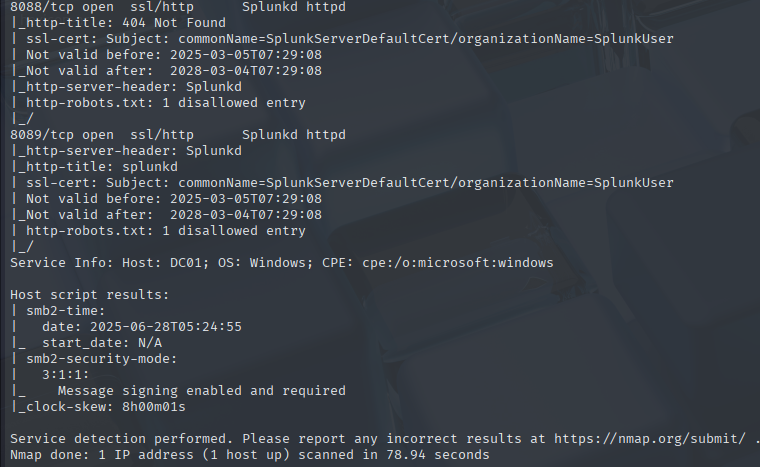 8088/tcp open  ssl/http      Splunkd httpd
|_http-title: 404 Not Found
| ssl-cert: Subject: commonName=SplunkServerDefaultCert/organizationName=SplunkUser
| Not valid before: 2025-03-05T07:29:08
|_Not valid after:  2028-03-04T07:29:08
|_http-server-header: Splunkd
| http-robots.txt: 1 disallowed entry
|_/
8089/tcp open  ssl/http      Splunkd httpd
|_http-server-header: Splunkd
|_http-title: splunkd
| ssl-cert: Subject: commonName=SplunkServerDefaultCert/organizationName=SplunkUser
| Not valid before: 2025-03-05T07:29:08
|_Not valid after:  2028-03-04T07:29:08
| http-robots.txt: 1 disallowed entry
|_/
Service Info: Host: DC01; OS: Windows; CPE: cpe:/o:microsoft:windows

Host script results:
| smb2-time:
|   date: 2025-06-28T05:24:55
|_  start_date: N/A
| smb2-security-mode:
|   3:1:1:
|_    Message signing enabled and required
|_clock-skew: 8h00m01s

Service detection performed. Please report any incorrect results at https://nmap.org/submit/ .
Nmap done: 1 IP address (1 host up) scanned in 78.94 seconds